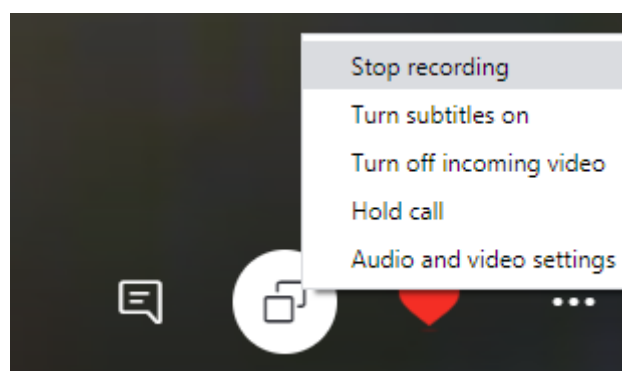 Stop recording
Turn subtitles on
Turn off incoming video
Hold call
Audio and video settings